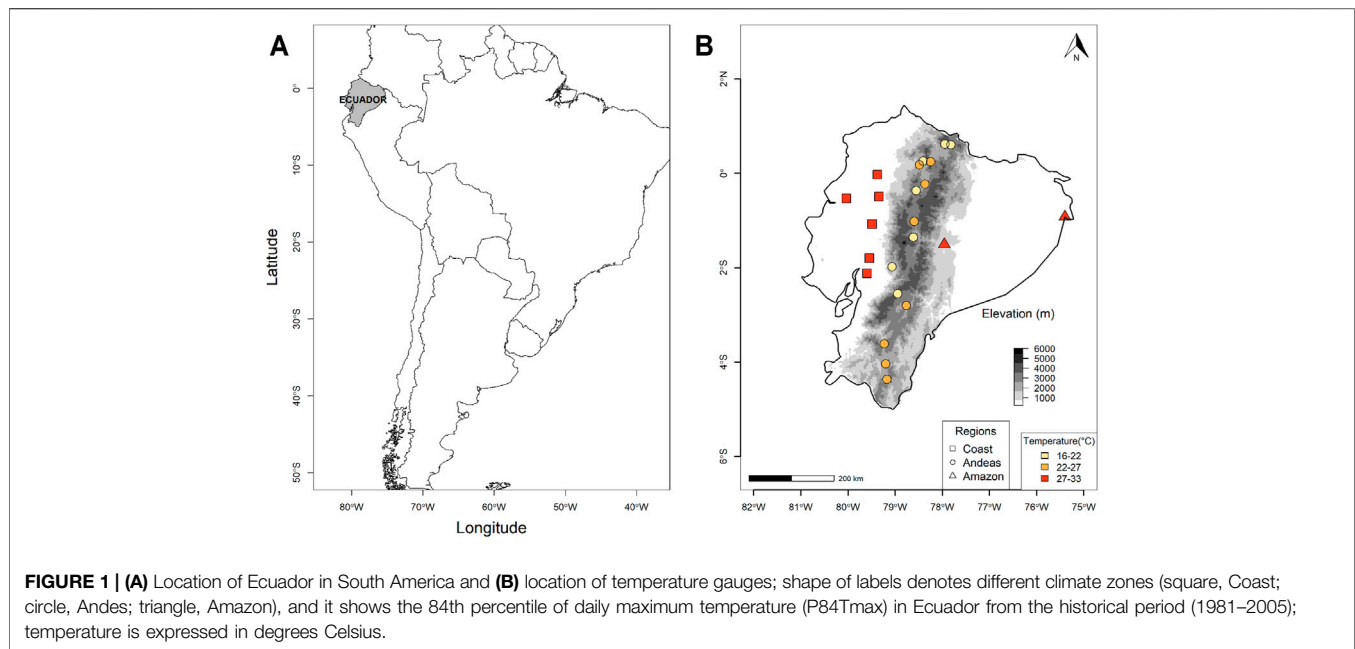 A
ECUADOR
0°
10°S
20°S
30°S
40°S
50°S
Latitude
80°W 70°W 60°W 50°W 40°W
Longitude
B
N
2°N
0°
2°S
4°S
6°S
Elevation (m)
6000
5000
4000
3000
2000
1000
Regions
Coast
Andeas
Amazon
Temperature(°C)
16-22
22-27
27-33
200 km
82°W 81°W 80°W 79°W 78°W 77°W 76°W 75°W
FIGURE 1 | (A) Location of Ecuador in South America and (B) location of temperature gauges; shape of labels denotes different climate zones (square, Coast;
circle, Andes; triangle, Amazon), and it shows the 84th percentile of daily maximum temperature (P84Tmax) in Ecuador from the historical period (1981–2005);
temperature is expressed in degrees Celsius.